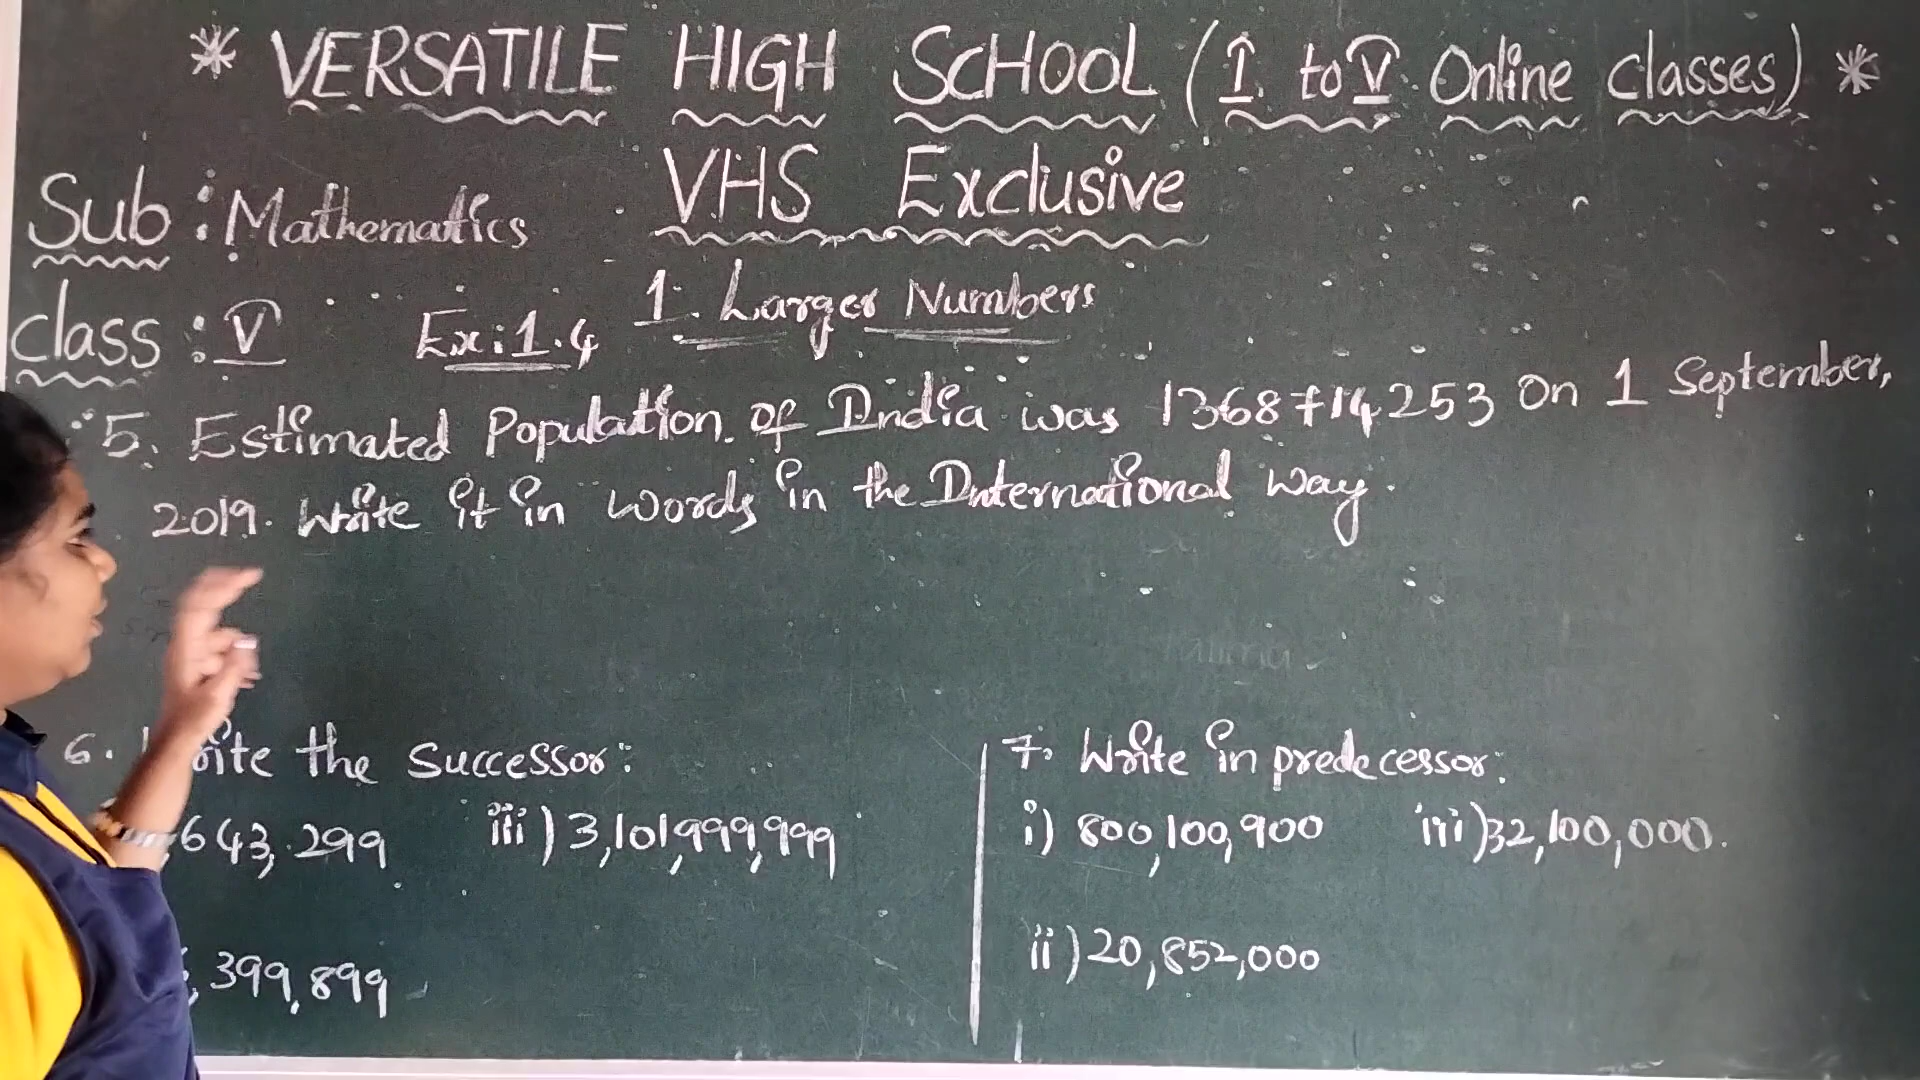 * VERSATILE HIGH SCHOOL (I to V Online classes) *
VHS Exclusive
Sub : Mathematics
1. Larger Numbers
class : V Ex:1.4
5. Estimated Population of India was 1368714253 On 1 September,
2019. Write it in words in the International way.
6. Write the successor:
643,299 iii) 3,101,999,999
,399,899
7. Write in predecessor:
i) 800,100,900 iii) 32,100,000.
ii) 20,852,000